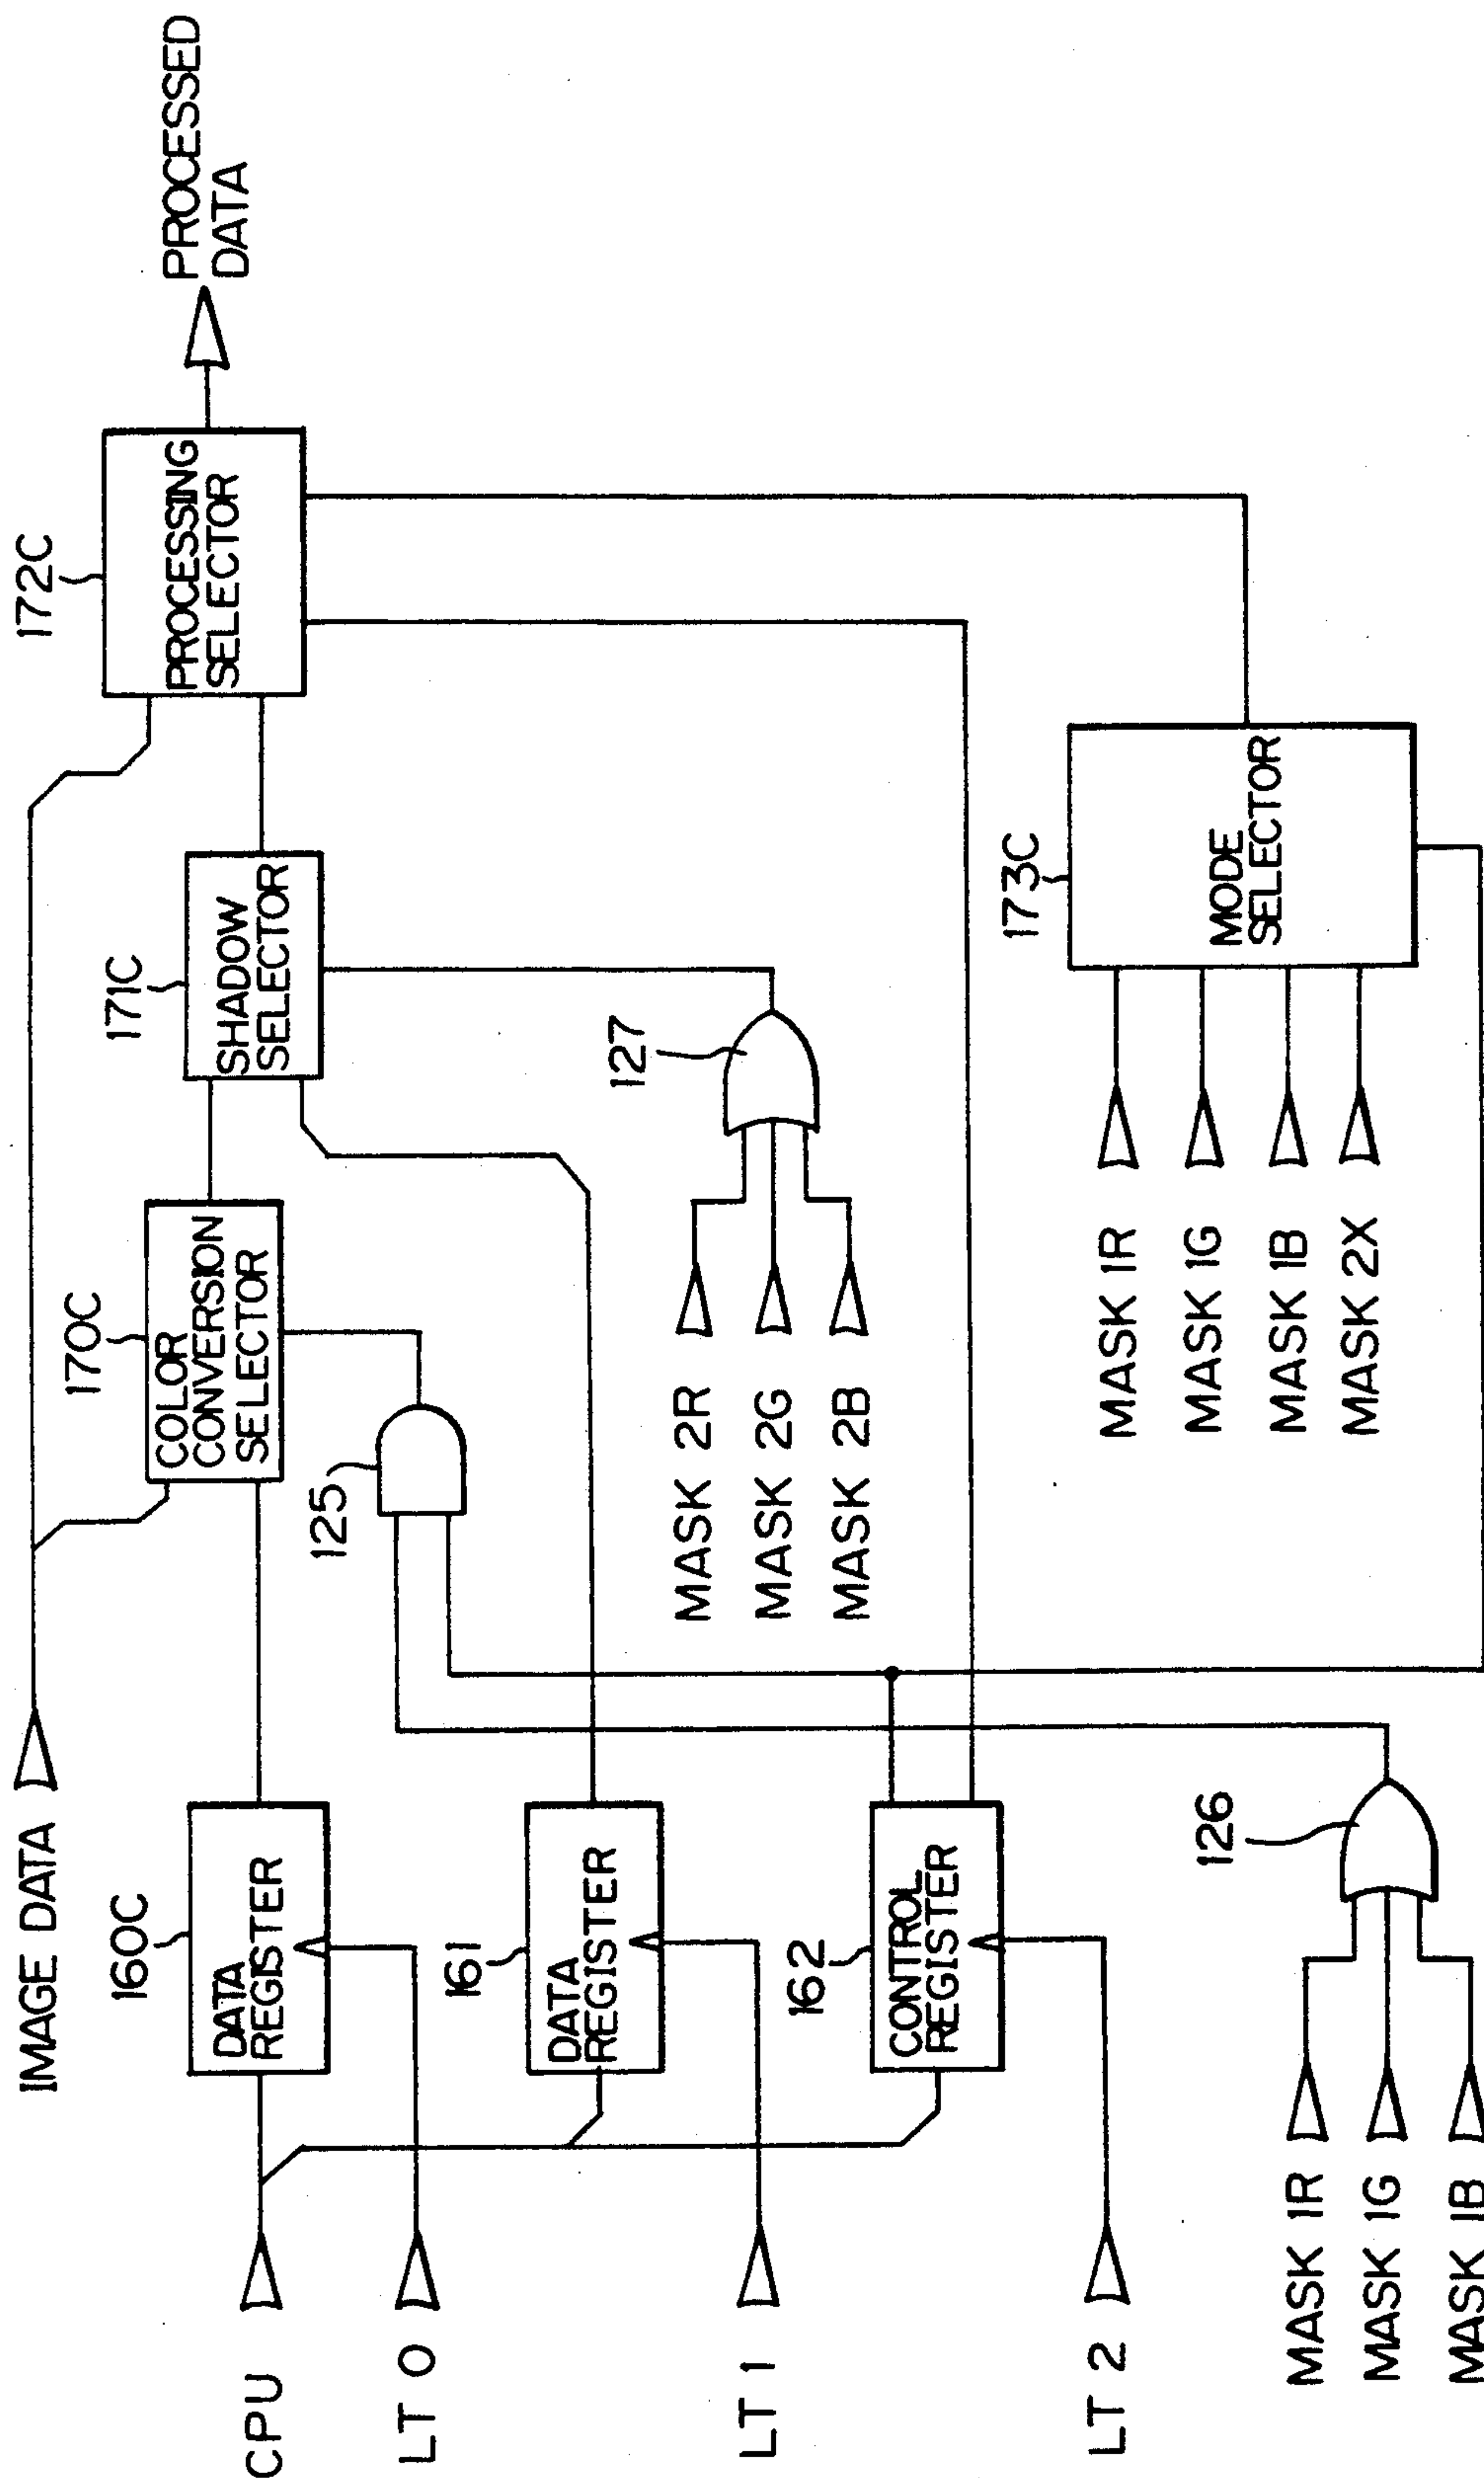 IMAGE DATA
PROCESSED
DATA
172C
PROCESSING
SELECTOR
171C
SHADOW
SELECTOR
170C
COLOR
CONVERSION
SELECTOR
160C
DATA
REGISTER
CPU
LT 0
125
161
DATA
REGISTER
LT 1
127
MASK 2R
MASK 2G
MASK 2B
162
CONTROL
REGISTER
LT 2
173C
MODE
SELECTOR
MASK 1R
MASK 1G
MASK 1B
MASK 2X
126
MASK 1R
MASK 1G
MASK 1B